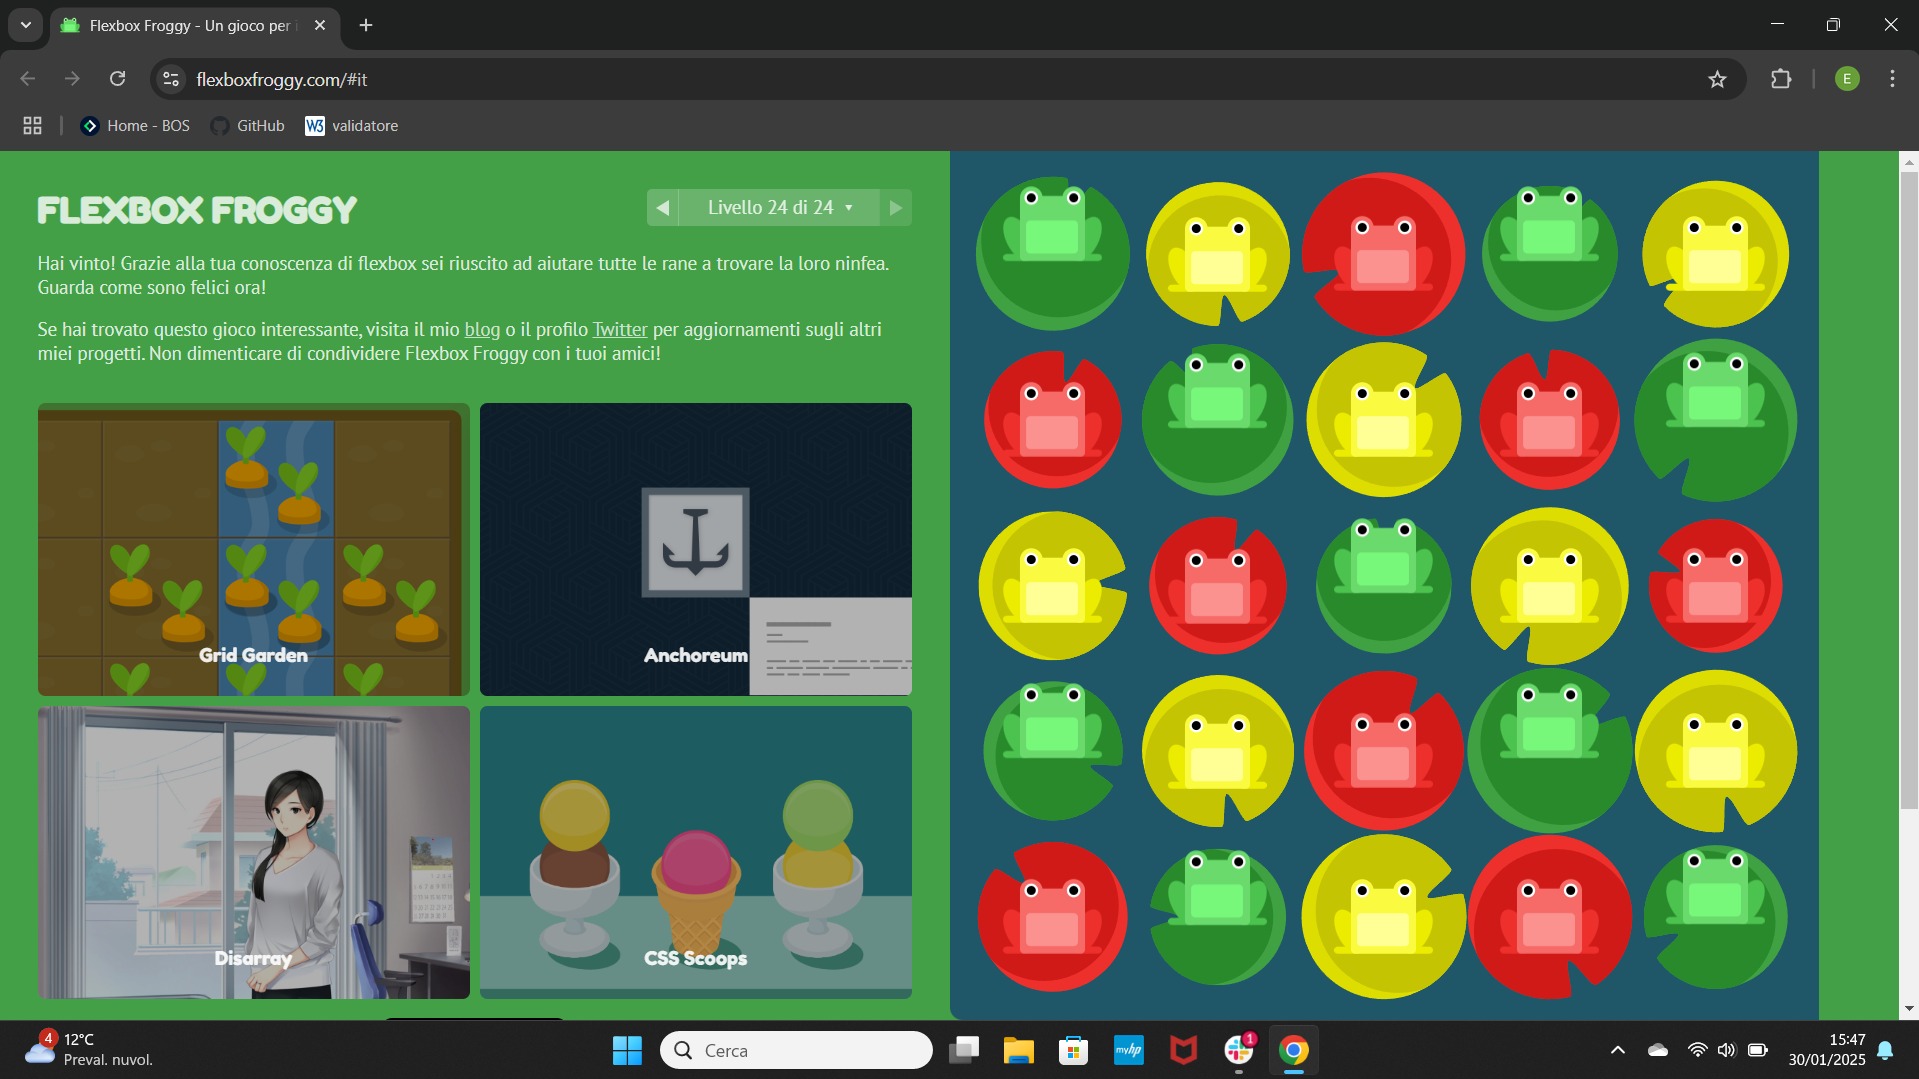 Flexbox Froggy - Un gioco per i
flexboxfroggy.com/#it
E
Home - BOS
GitHub
W3 validatore
FLEXBOX FROGGY
Livello 24 di 24
Hai vinto! Grazie alla tua conoscenza di flexbox sei riuscito ad aiutare tutte le rane a trovare la loro ninfea.
Guarda come sono felici ora!
Se hai trovato questo gioco interessante, visita il mio blog o il profilo Twitter per aggiornamenti sugli altri
miei progetti. Non dimenticare di condividere Flexbox Froggy con i tuoi amici!
Grid Garden
Anchoreum
Disarray
CSS Scoops
4
12°C
Preval. nuvol.
Cerca
myhp
1
15:47
30/01/2025